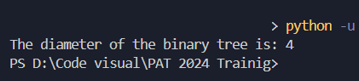 > python -u
The diameter of the binary tree is: 4
PS D:\Code visual\PAT 2024 Trainig>